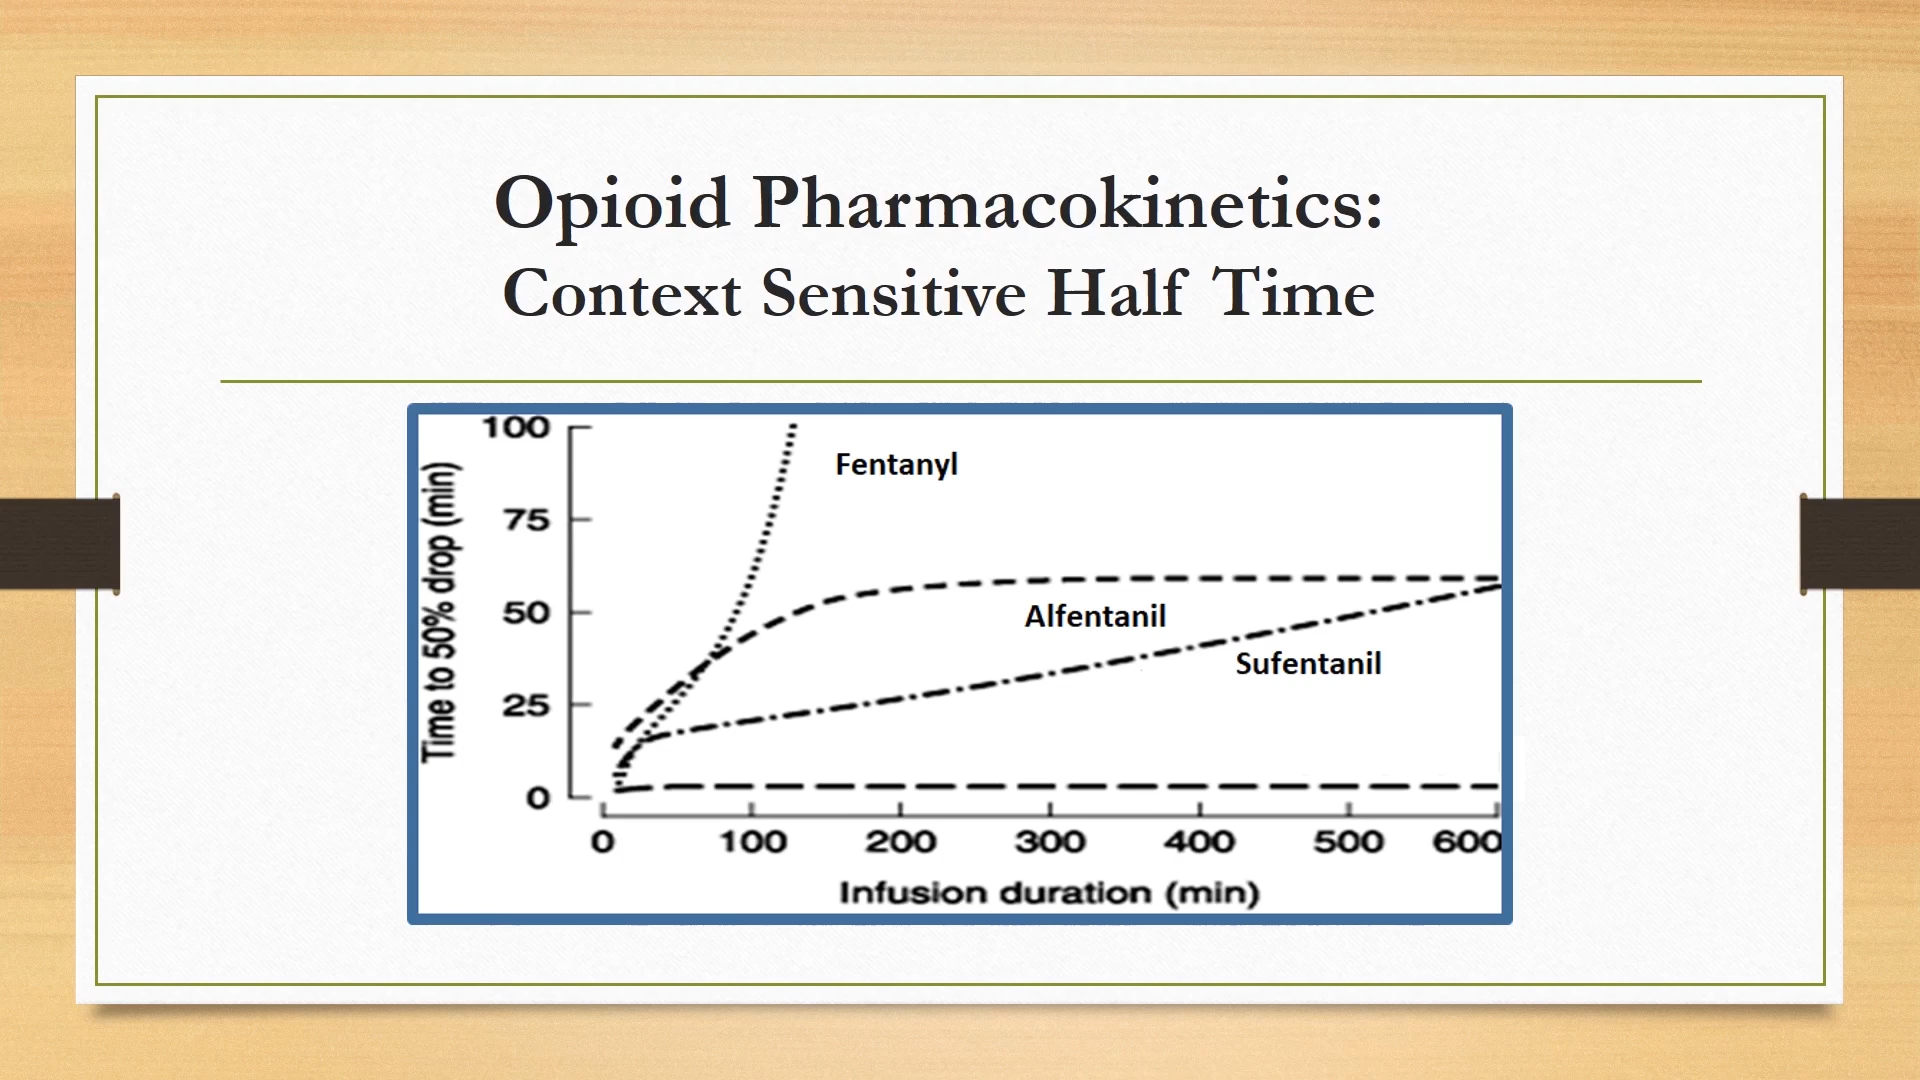 Opioid Pharmacokinetics:
Context Sensitive Half Time
Time to 50% drop (min)
100
75
50
25
0
Fentanyl
Alfentanil
Sufentanil
0 100 200 300 400 500 600
Infusion duration (min)